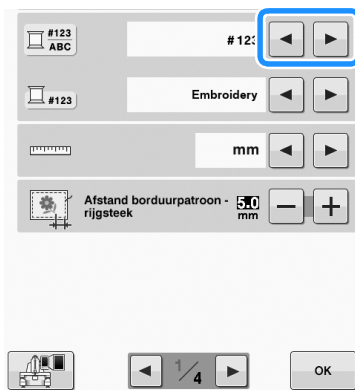 #123
ABC
#123
#123
Embroidery
mm
Afstand borduurpatroon -
rijgsteek
5.0
mm
1/4
OK